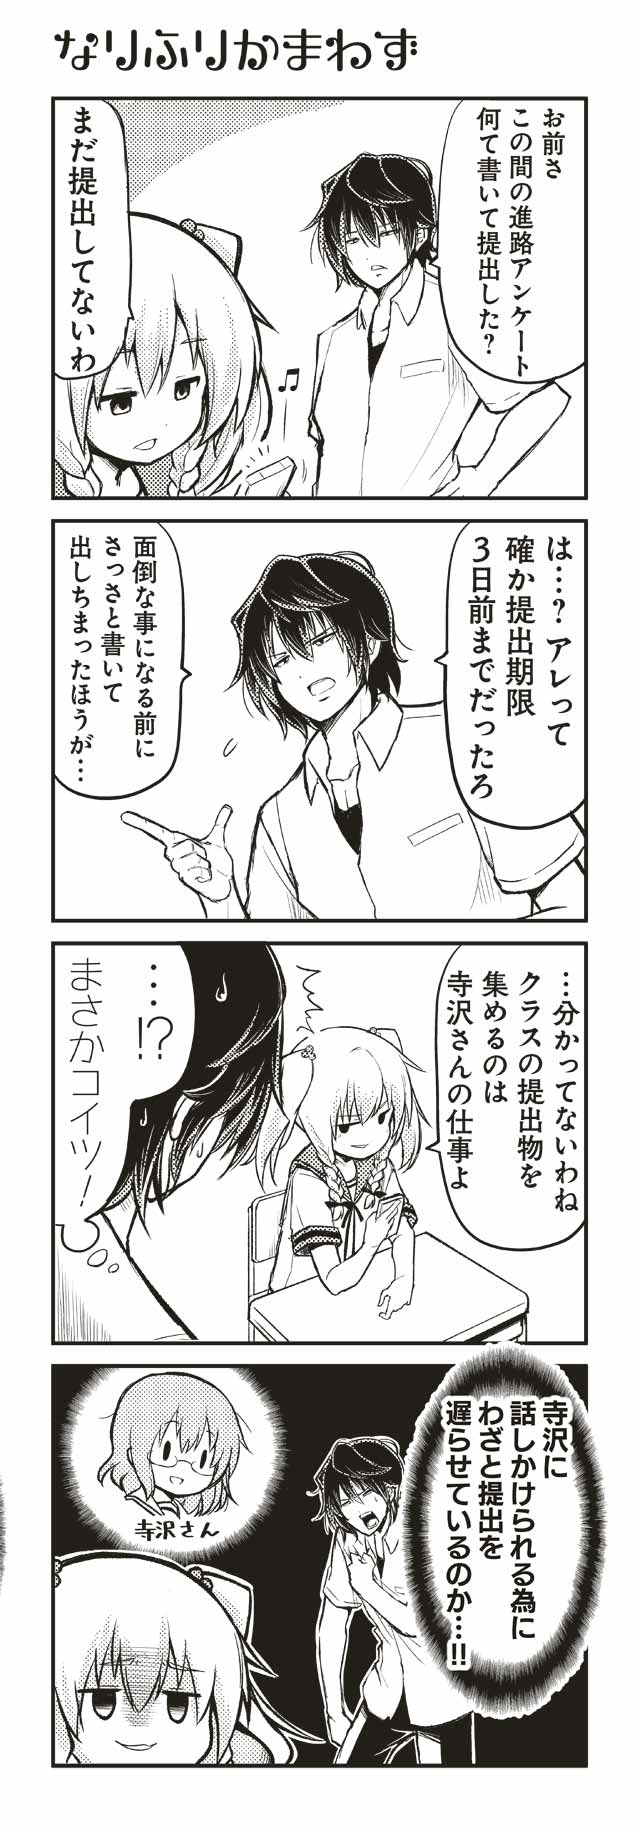 なりふりかまわず
お前さ
この間の進路アンケート
何て書いて提出した?
まだ提出してないわ
♫
は…?アレって
確か提出期限
3日前までだったろ
面倒な事になる前に
さっさと書いて
出しちまったほうが…
…分かってないわね
クラスの提出物を
集めるのは
寺沢さんの仕事よ
…!?
まさかコイツ!
寺沢に
話しかけられる為に
わざと提出を
遅らせているのか…!!
寺沢さん